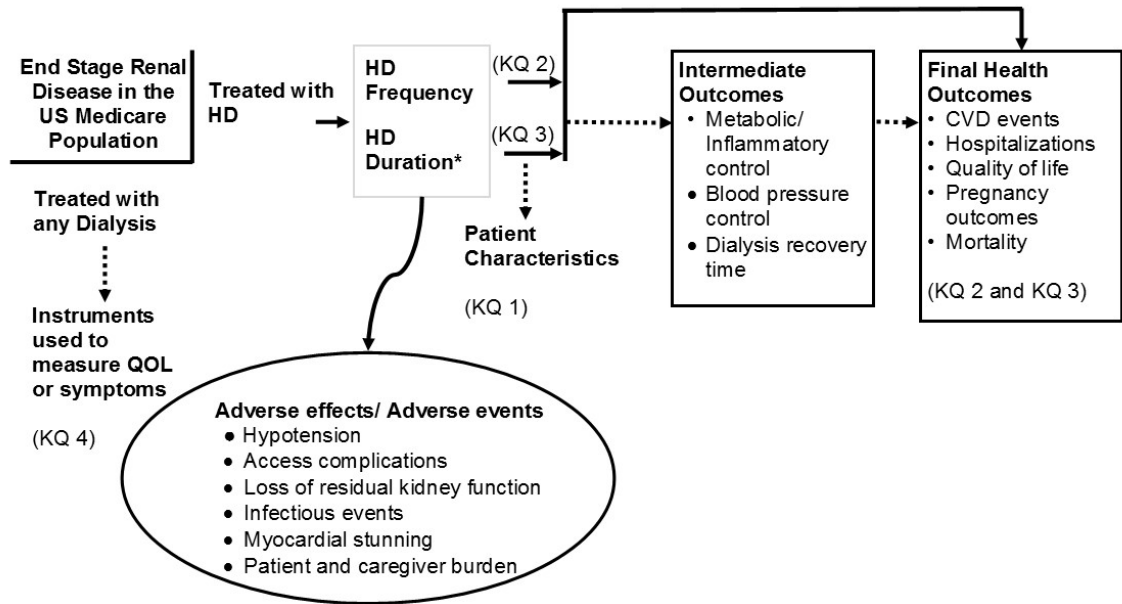 End Stage Renal
Disease in the
US Medicare
Population
Treated with
HD
HD
Frequency
HD
Duration*
(KQ 2)
(KQ 3)
Patient
Characteristics
(KQ 1)
Treated with
any Dialysis
Instruments
used to
measure QOL
or symptoms
(KQ 4)
Intermediate
Outcomes
• Metabolic/
Inflammatory
control
● Blood pressure
control
● Dialysis recovery
time
Final Health
Outcomes
• CVD events
• Hospitalizations
• Quality of life
• Pregnancy
outcomes
• Mortality
(KQ 2 and KQ 3)
Adverse effects/ Adverse events
● Hypotension
● Access complications
● Loss of residual kidney function
● Infectious events
● Myocardial stunning
● Patient and caregiver burden